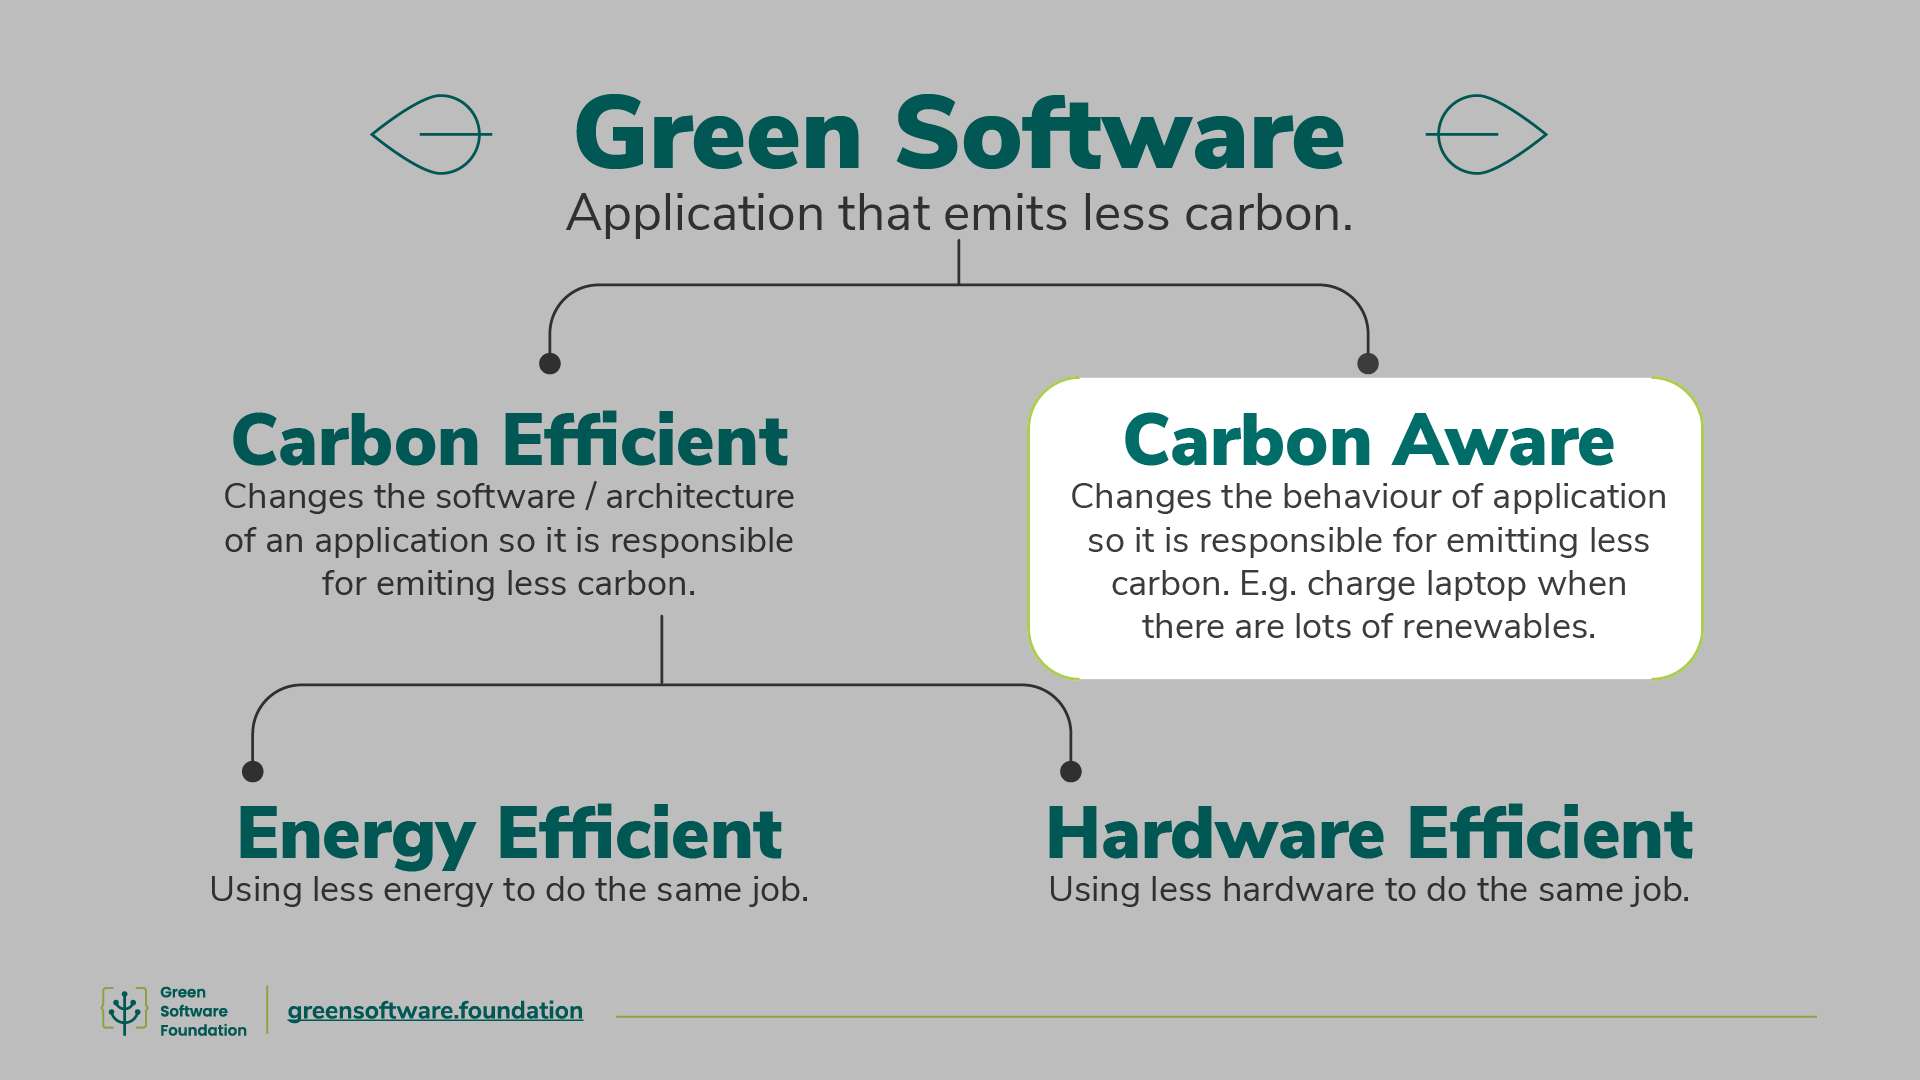 Green Software
Application that emits less carbon.
Carbon Efficient
Changes the software / architecture
of an application so it is responsible
for emiting less carbon.
Carbon Aware
Changes the behaviour of application
so it is responsible for emitting less
carbon. E.g. charge laptop when
there are lots of renewables.
Energy Efficient
Using less energy to do the same job.
Hardware Efficient
Using less hardware to do the same job.
Green
Software
Foundation
greensoftware.foundation